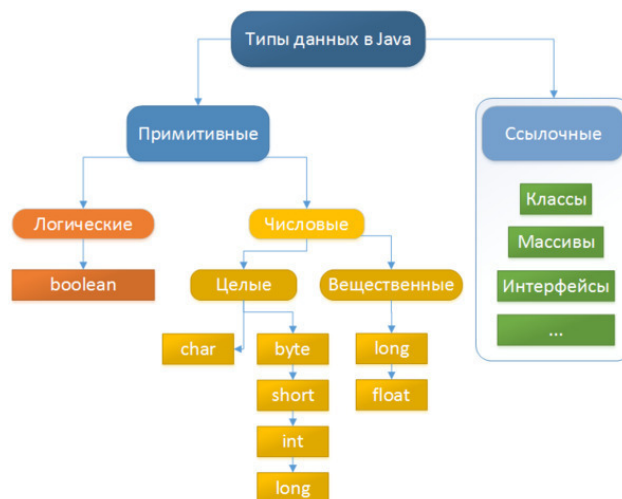 Типы данных в Java
Примитивные
Ссылочные
Классы
Массивы
Интерфейсы
...
Логические
boolean
Числовые
Целые
Вещественные
char
byte
short
int
long
long
float